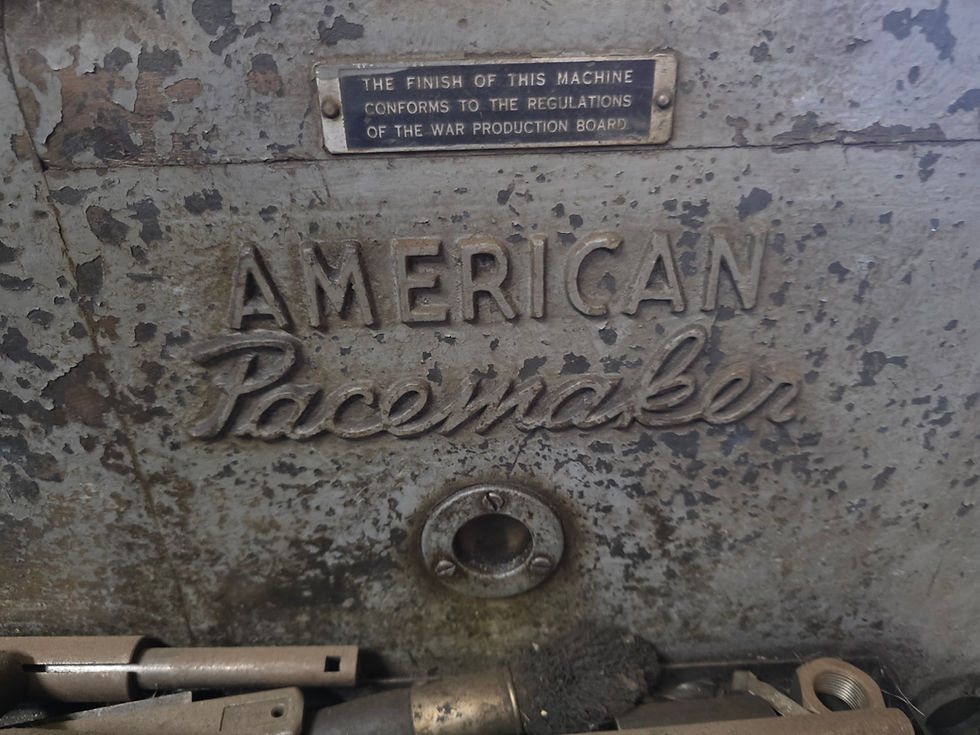 THE FINISH OF THIS MACHINE
CONFORMS TO THE REGULATIONS
OF THE WAR PRODUCTION BOARD
AMERICAN
Pacemaker